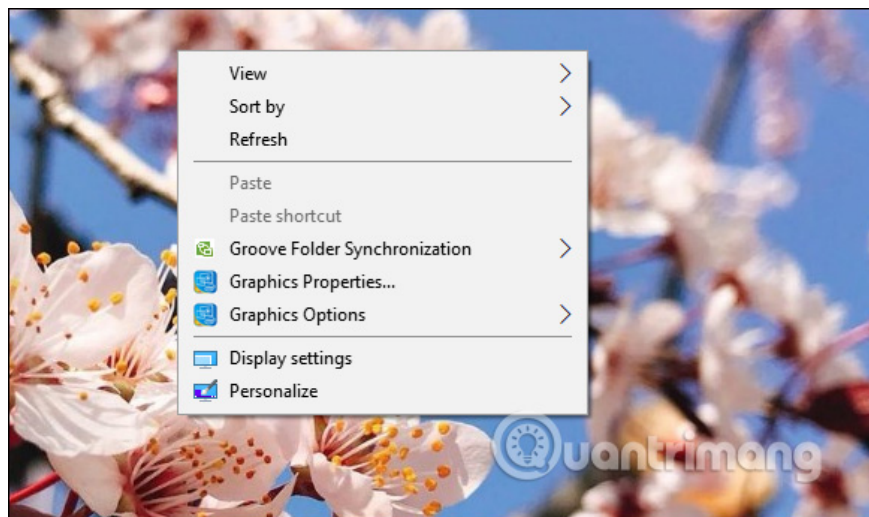 View
Sort by
Refresh
Paste
Paste shortcut
Groove Folder Synchronization
Graphics Properties...
Graphics Options
Display settings
Personalize
Quantrimang